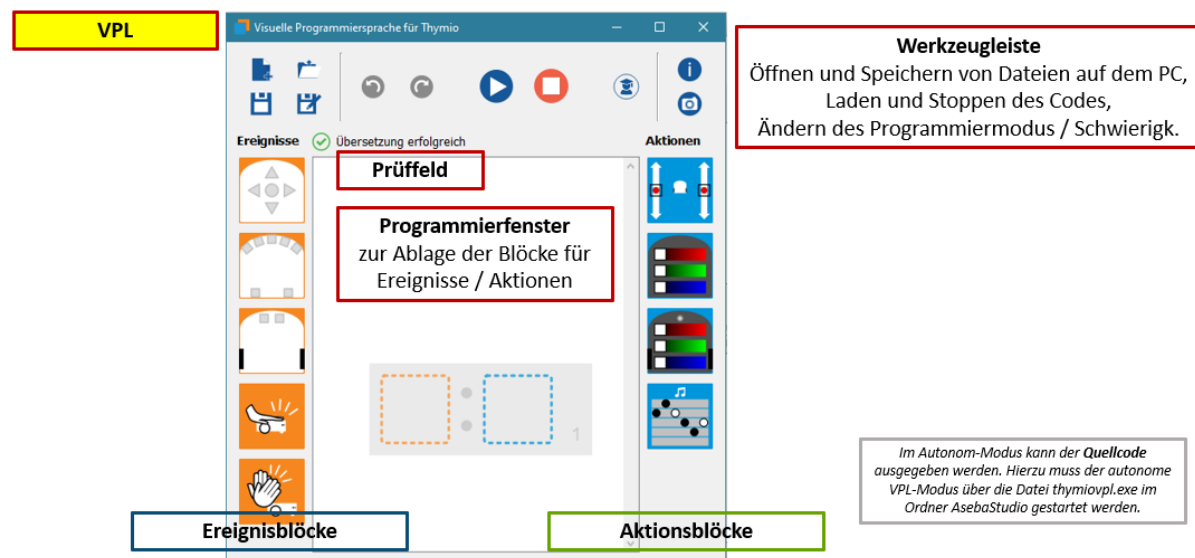 VPL
Visuelle Programmiersprache für Thymio
Werkzeugleiste
Öffnen und Speichern von Dateien auf dem PC,
Laden und Stoppen des Codes,
Ändern des Programmiermodus / Schwierigk.
Ereignisse
Übersetzung erfolgreich
Aktionen
Prüffeld
Programmierfenster
zur Ablage der Blöcke für
Ereignisse / Aktionen
1
Im Autonom-Modus kann der Quellcode
ausgegeben werden. Hierzu muss der autonome
VPL-Modus über die Datei thymiovpl.exe im
Ordner AsebaStudio gestartet werden.
Ereignisblöcke
Aktionsblöcke